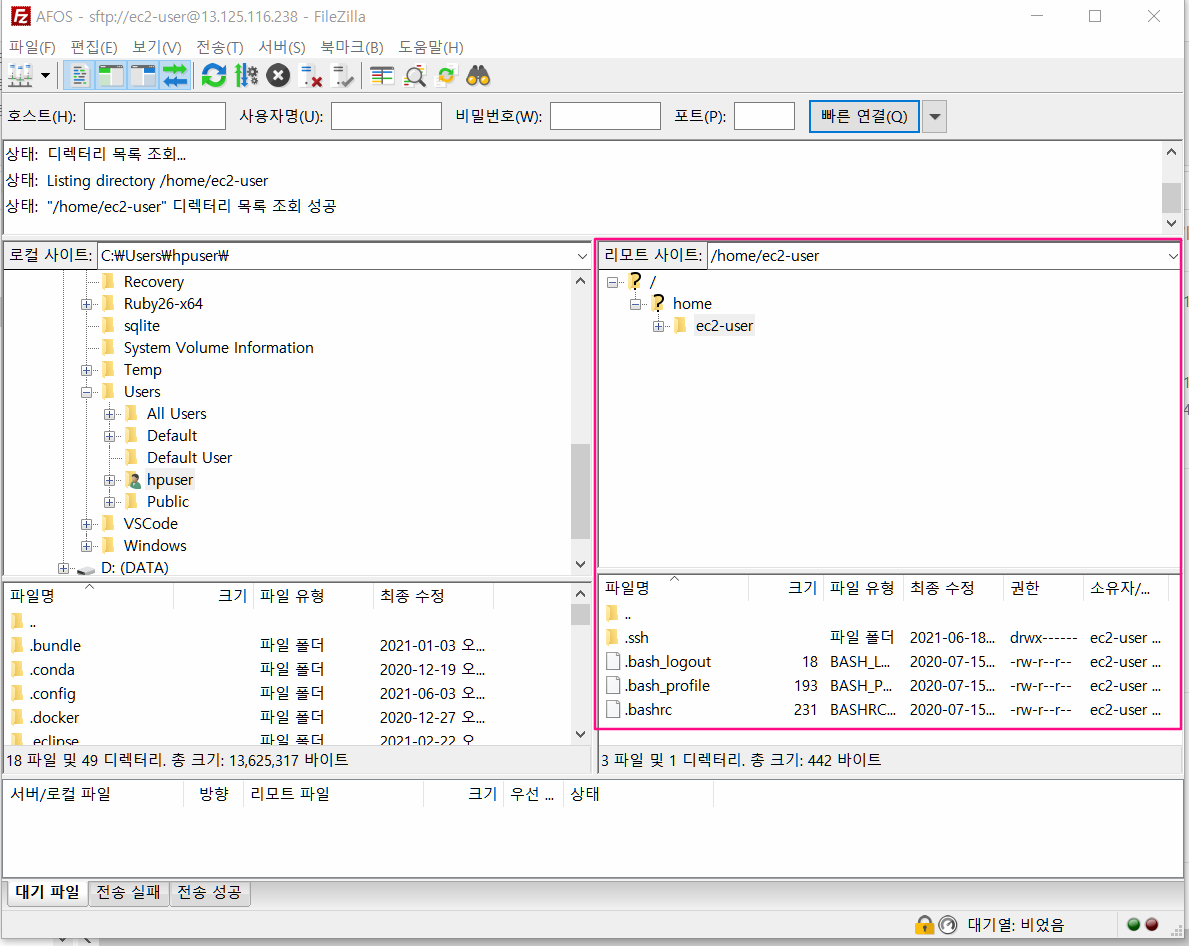 AFOS - sftp://ec2-user@13.125.116.238 - FileZilla
파일(F) 편집(E) 보기(V) 전송(T) 서버(S) 북마크(B) 도움말(H)
호스트(H): 사용자명(U): 비밀번호(W): 포트(P): 빠른 연결(Q)
상태: 디렉터리 목록 조회...
상태: Listing directory /home/ec2-user
상태: "/home/ec2-user" 디렉터리 목록 조회 성공
로컬 사이트: C:₩Users₩hpuser₩
Recovery
Ruby26-x64
sqlite
System Volume Information
Temp
Users
All Users
Default
Default User
hpuser
Public
VSCode
Windows
D: (DATA)
파일명 크기 파일 유형 최종 수정
..
.bundle 파일 폴더 2021-01-03 오...
.conda 파일 폴더 2020-12-19 오...
.config 파일 폴더 2021-06-03 오...
.docker 파일 폴더 2020-12-27 오...
.eclipse 파일 폴더 2021-02-22 오
18 파일 및 49 디렉터리. 총 크기: 13,625,317 바이트
리모트 사이트: /home/ec2-user
/
home
ec2-user
파일명 크기 파일 유형 최종 수정 권한 소유자/...
..
.ssh 파일 폴더 2021-06-18... drwx------ ec2-user ...
.bash_logout 18 BASH_L... 2020-07-15... -rw-r--r-- ec2-user ...
.bash_profile 193 BASH_P... 2020-07-15... -rw-r--r-- ec2-user ...
.bashrc 231 BASHRC... 2020-07-15... -rw-r--r-- ec2-user ...
3 파일 및 1 디렉터리. 총 크기: 442 바이트
서버/로컬 파일 방향 리모트 파일 크기 우선 ... 상태
대기 파일 전송 실패 전송 성공
대기열: 비었음